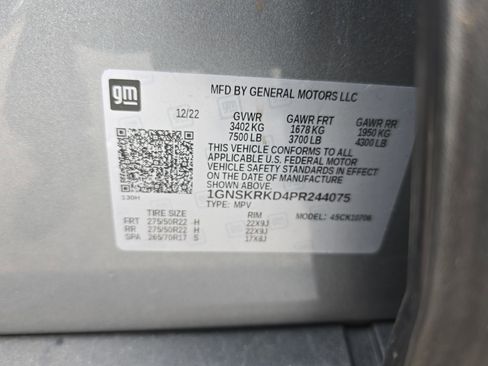 gm
MFD BY GENERAL MOTORS LLC
12/22 GVWR GAWR FRT GAWR RR
3402 KG 1678 KG 1950 KG
7500 LB 3700 LB 4300 LB
THIS VEHICLE CONFORMS TO ALL
APPLICABLE U.S. FEDERAL MOTOR
VEHICLE SAFETY STANDARDS IN EFFECT
ON THE DATE OF MANUFACTURE
SHOWN ABOVE.
1GNSKRKD4PR244075
TYPE: MPV MODEL: 4SCK10706
TIRE SIZE RIM
FRT 275/50R22 H 22X9J
RR 275/50R22 H 22X9J
SPA 265/70R17 S 17X8J